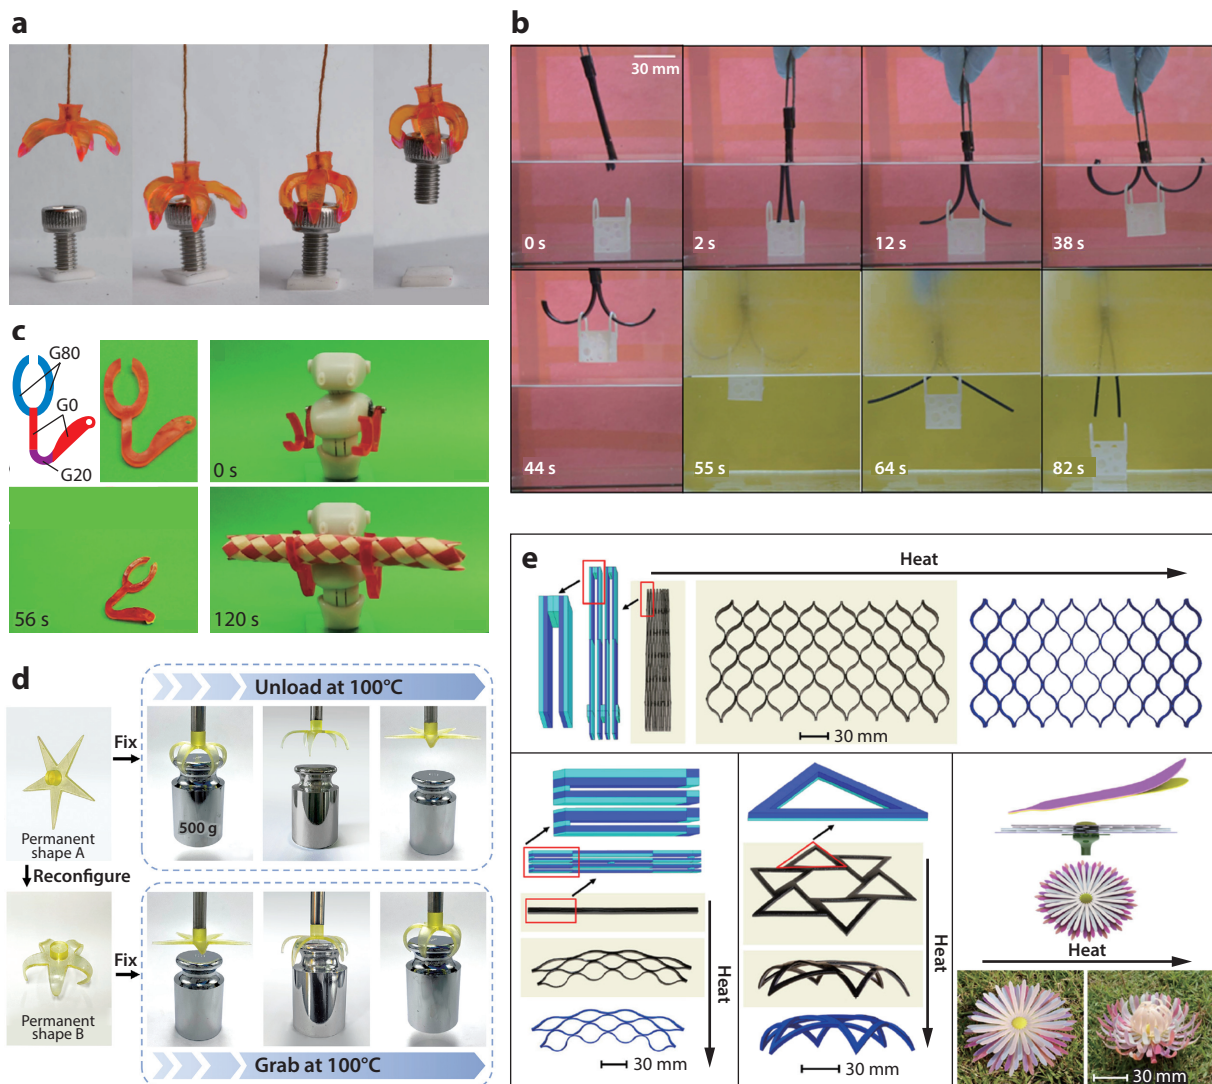 a
b
30 mm
0 s
2 s
12 s
38 s
44 s
55 s
64 s
82 s
c
G80
G0
G20
0 s
56 s
120 s
d
Unload at 100°C
Fix
500 g
Permanent
shape A
Reconfigure
Fix
Permanent
shape B
Grab at 100°C
e
Heat
30 mm
Heat
30 mm
Heat
30 mm
Heat
30 mm